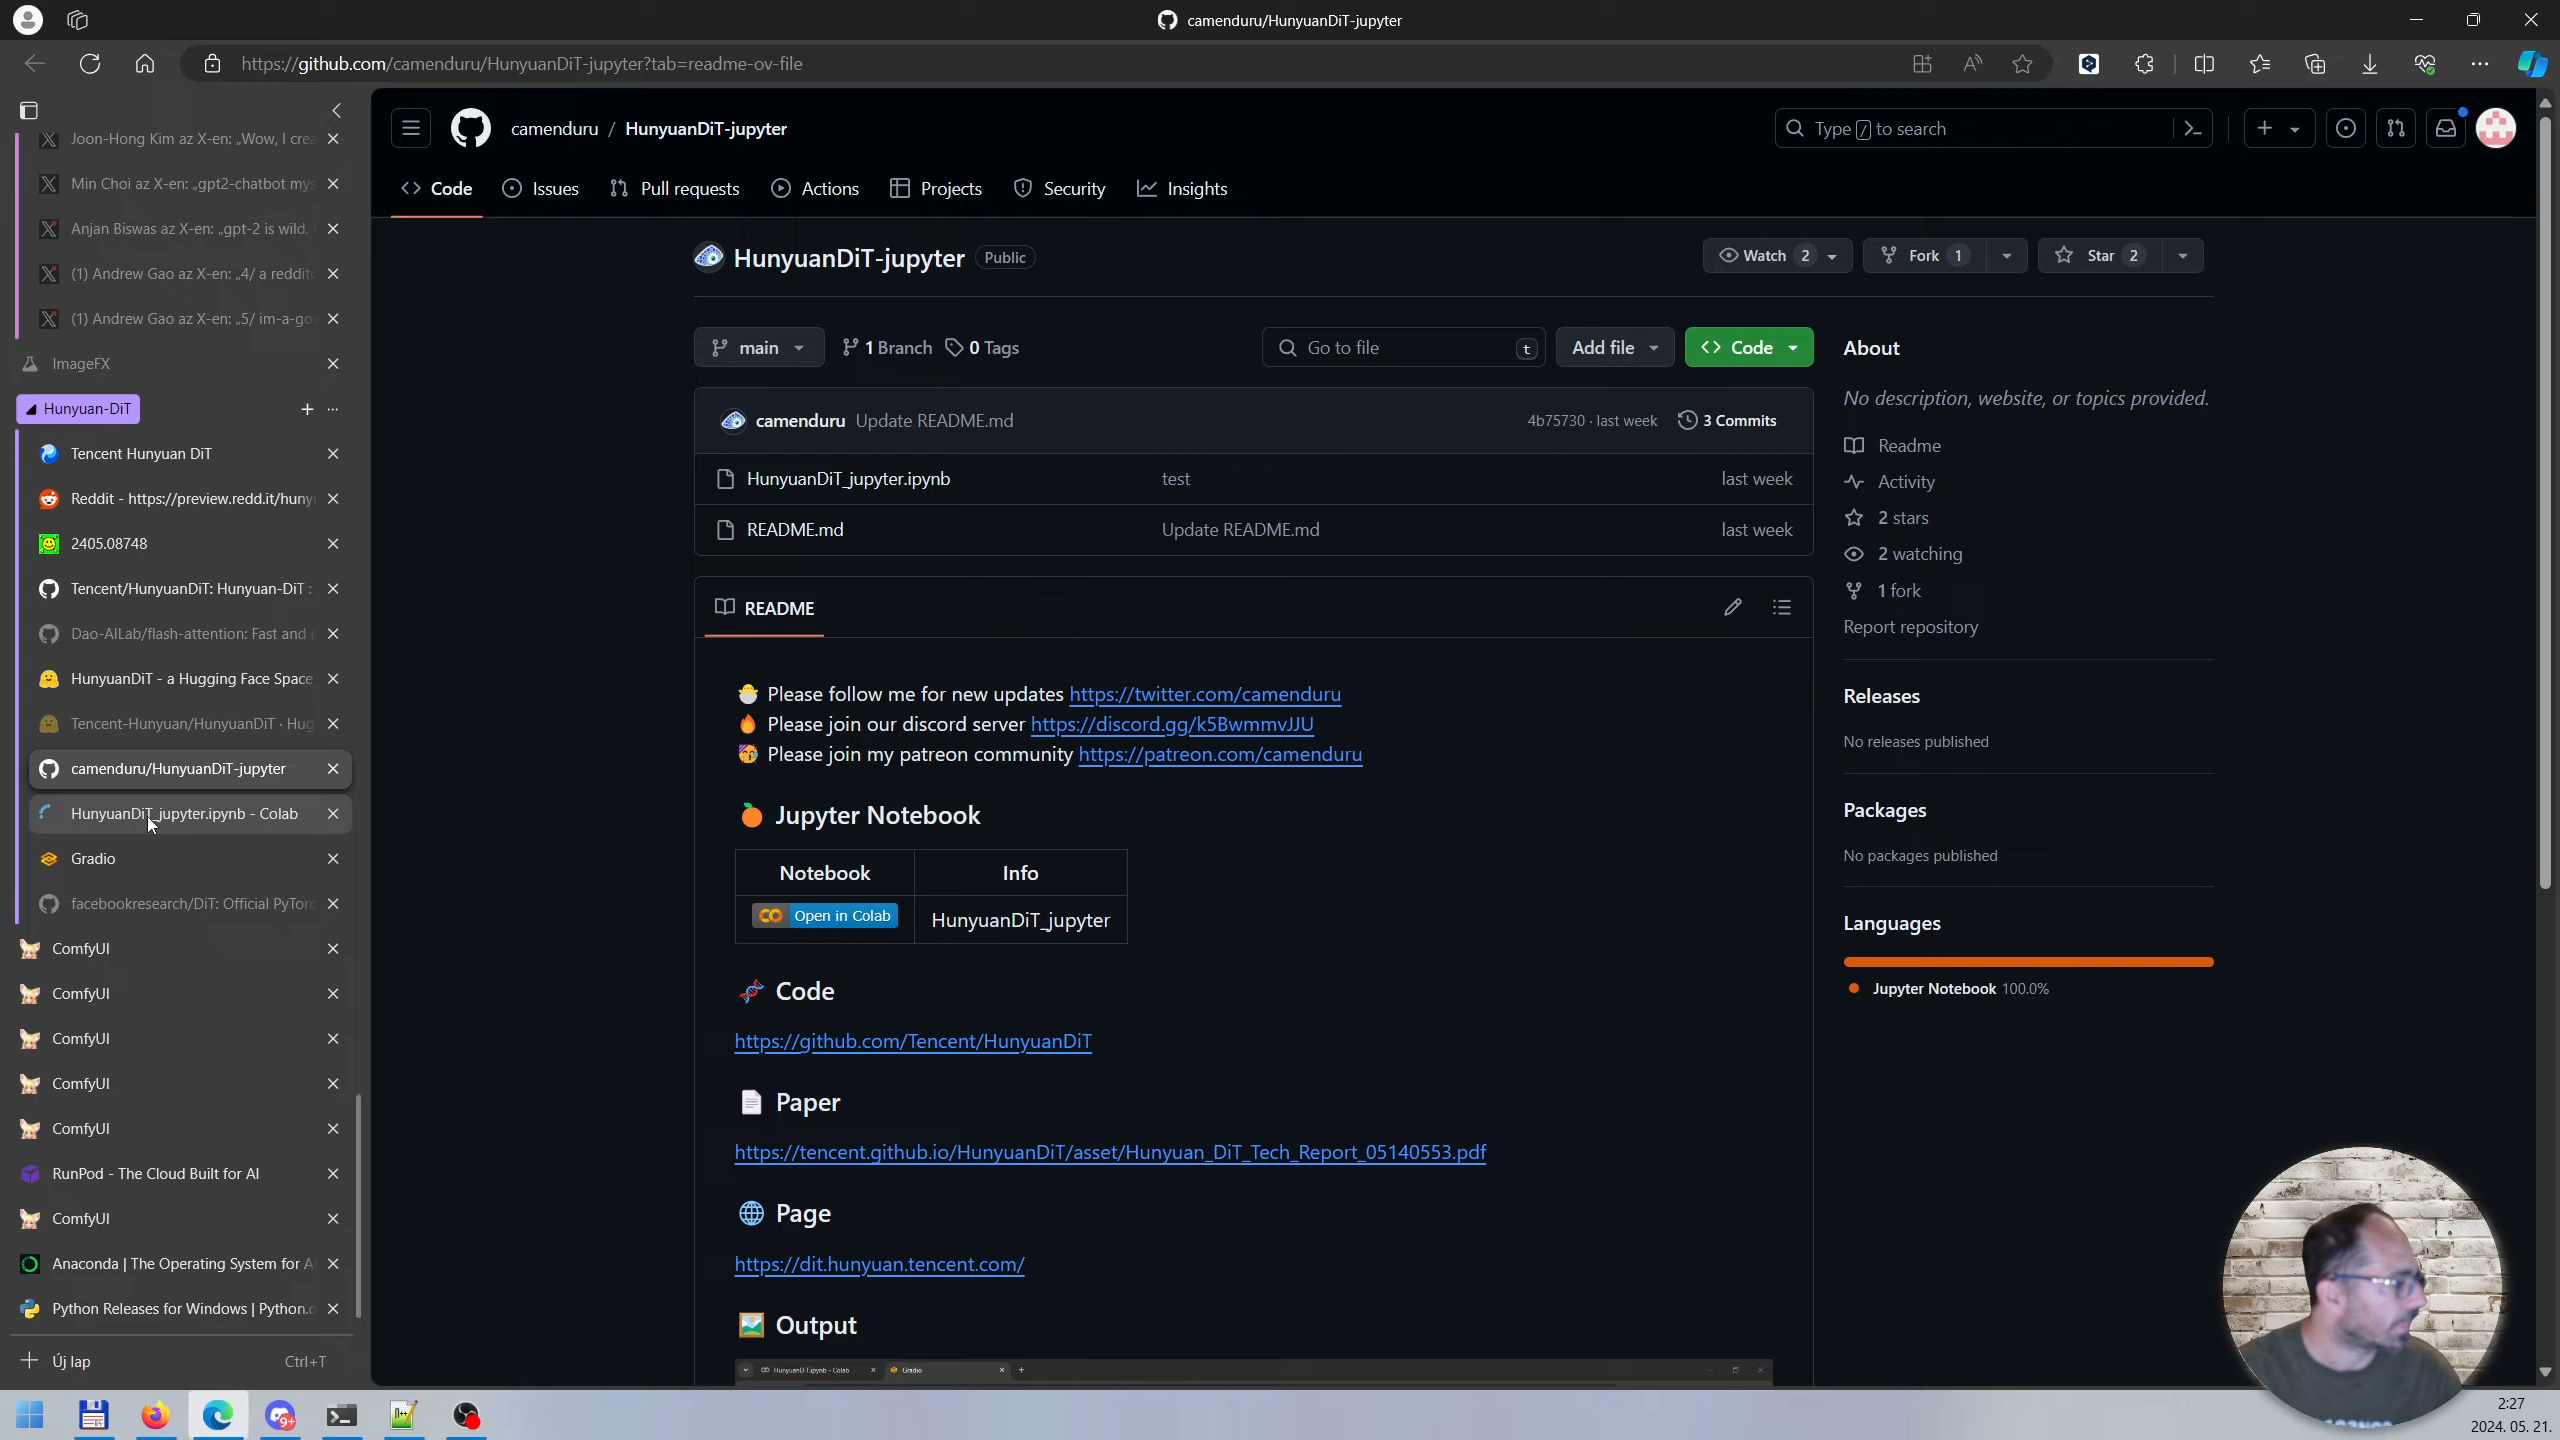 camenduru/HunyuanDiT-jupyter
https://github.com/camenduru/HunyuanDiT-jupyter?tab=readme-ov-file
Joon-Hong Kim az X-en: „Wow, I crea
Min Choi az X-en: „gpt2-chatbot mys
Anjan Biswas az X-en: „gpt-2 is wild.
(1) Andrew Gao az X-en: „4/ a reddit
(1) Andrew Gao az X-en: „5/ im-a-go
ImageFX
Hunyuan-DiT
Tencent Hunyuan DiT
Reddit - https://preview.redd.it/huny
2405.08748
Tencent/HunyuanDiT: Hunyuan-DiT :
Dao-AILab/flash-attention: Fast and
HunyuanDiT - a Hugging Face Space
Tencent-Hunyuan/HunyuanDiT · Hug
camenduru/HunyuanDiT-jupyter
HunyuanDiT_jupyter.ipynb - Colab
Gradio
facebookresearch/DiT: Official PyTorc
ComfyUI
ComfyUI
ComfyUI
ComfyUI
ComfyUI
RunPod - The Cloud Built for AI
ComfyUI
Anaconda | The Operating System for A
Python Releases for Windows | Python.o
Új lap Ctrl+T
camenduru / HunyuanDiT-jupyter
Type / to search
Code Issues Pull requests Actions Projects Security Insights
HunyuanDiT-jupyter Public
Watch 2 Fork 1 Star 2
main 1 Branch 0 Tags Go to file t Add file Code
camenduru Update README.md 4b75730 · last week 3 Commits
HunyuanDiT_jupyter.ipynb test last week
README.md Update README.md last week
README
Please follow me for new updates https://twitter.com/camenduru
Please join our discord server https://discord.gg/k5BwmmvJJU
Please join my patreon community https://patreon.com/camenduru
Jupyter Notebook
Notebook Info
Open in Colab HunyuanDiT_jupyter
Code
https://github.com/Tencent/HunyuanDiT
Paper
https://tencent.github.io/HunyuanDiT/asset/Hunyuan_DiT_Tech_Report_05140553.pdf
Page
https://dit.hunyuan.tencent.com/
Output
HunyuanDiT.ipynb - Colab Gradio
About
No description, website, or topics provided.
Readme
Activity
2 stars
2 watching
1 fork
Report repository
Releases
No releases published
Packages
No packages published
Languages
Jupyter Notebook 100.0%
9+
2:27
2024. 05. 21.